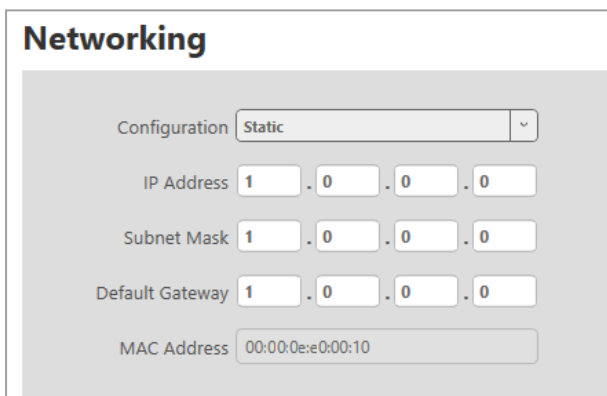 Networking
Configuration Static
IP Address 1 . 0 . 0 . 0
Subnet Mask 1 . 0 . 0 . 0
Default Gateway 1 . 0 . 0 . 0
MAC Address 00:00:0e:e0:00:10